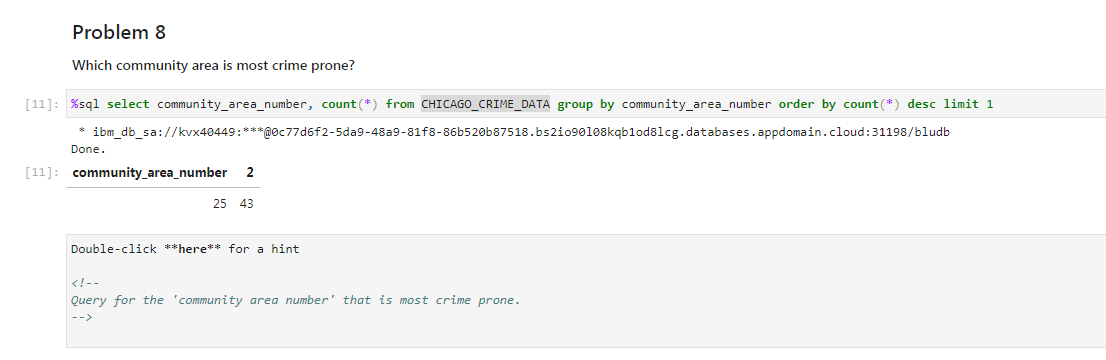 Problem 8
Which community area is most crime prone?
[11]: %sql select community_area_number, count(*) from CHICAGO_CRIME_DATA group by community_area_number order by count(*) desc limit 1
* ibm_db_sa://kvx40449:***@0c77d6f2-5da9-48a9-81f8-86b520b87518.bs2io90l08kqb1od8lcg.databases.appdomain.cloud:31198/bludb
Done.
[11]: community_area_number 2
25 43
Double-click **here** for a hint
<!--
Query for the 'community area number' that is most crime prone.
-->